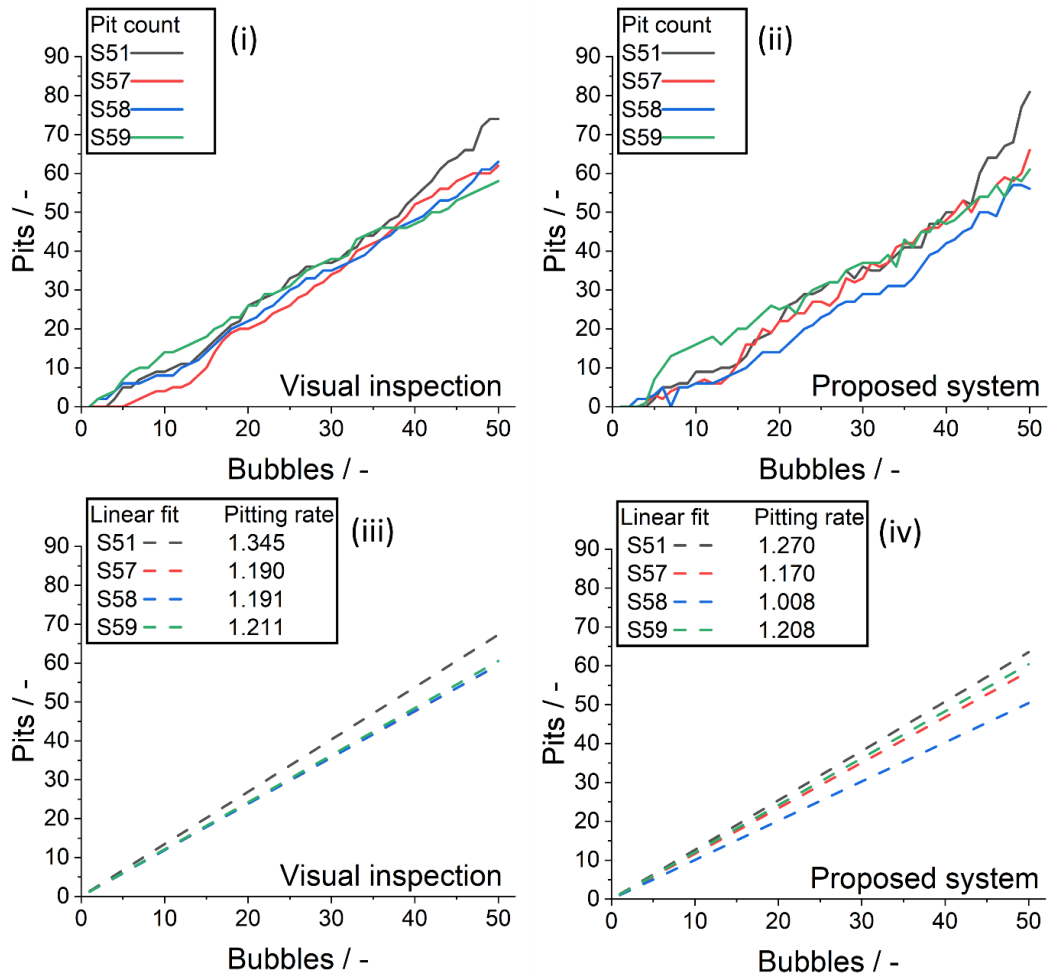 Pit count
S51
S57
S58
S59
(i)
90
80
70
60
50
40
30
20
10
0
Pits / -
0 10 20 30 40 50
Bubbles / -
Visual inspection
Pit count
S51
S57
S58
S59
(ii)
90
80
70
60
50
40
30
20
10
0
Pits / -
0 10 20 30 40 50
Bubbles / -
Proposed system
Linear fit Pitting rate
S51 1.345
S57 1.190
S58 1.191
S59 1.211
(iii)
90
80
70
60
50
40
30
20
10
0
Pits / -
0 10 20 30 40 50
Bubbles / -
Visual inspection
Linear fit Pitting rate
S51 1.270
S57 1.170
S58 1.008
S59 1.208
(iv)
90
80
70
60
50
40
30
20
10
0
Pits / -
0 10 20 30 40 50
Bubbles / -
Proposed system